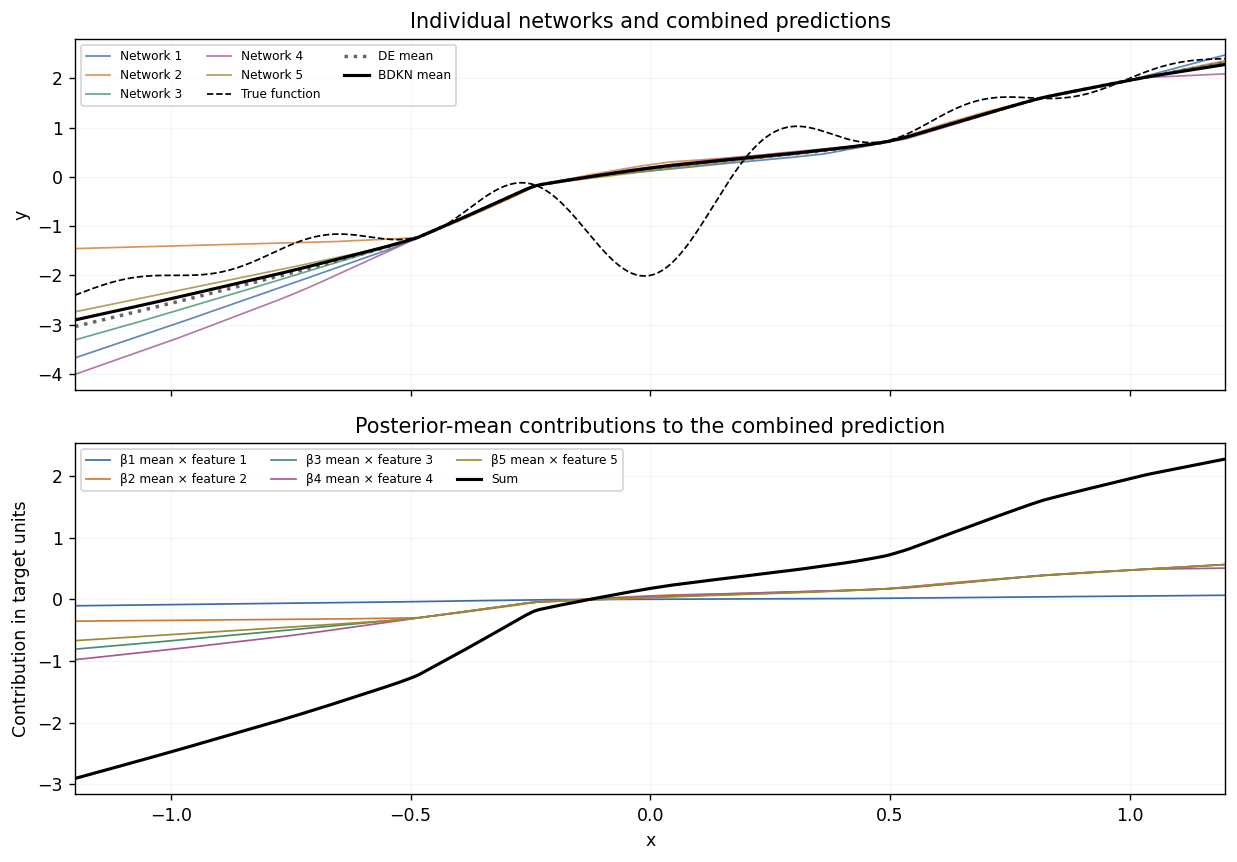 Individual networks and combined predictions
Network 1
Network 2
Network 3
Network 4
Network 5
True function
DE mean
BDKN mean
2
1
0
−1
−2
−3
−4
y
Posterior-mean contributions to the combined prediction
β1 mean × feature 1
β2 mean × feature 2
β3 mean × feature 3
β4 mean × feature 4
β5 mean × feature 5
Sum
2
1
0
−1
−2
−3
Contribution in target units
−1.0
−0.5
0.0
0.5
1.0
x